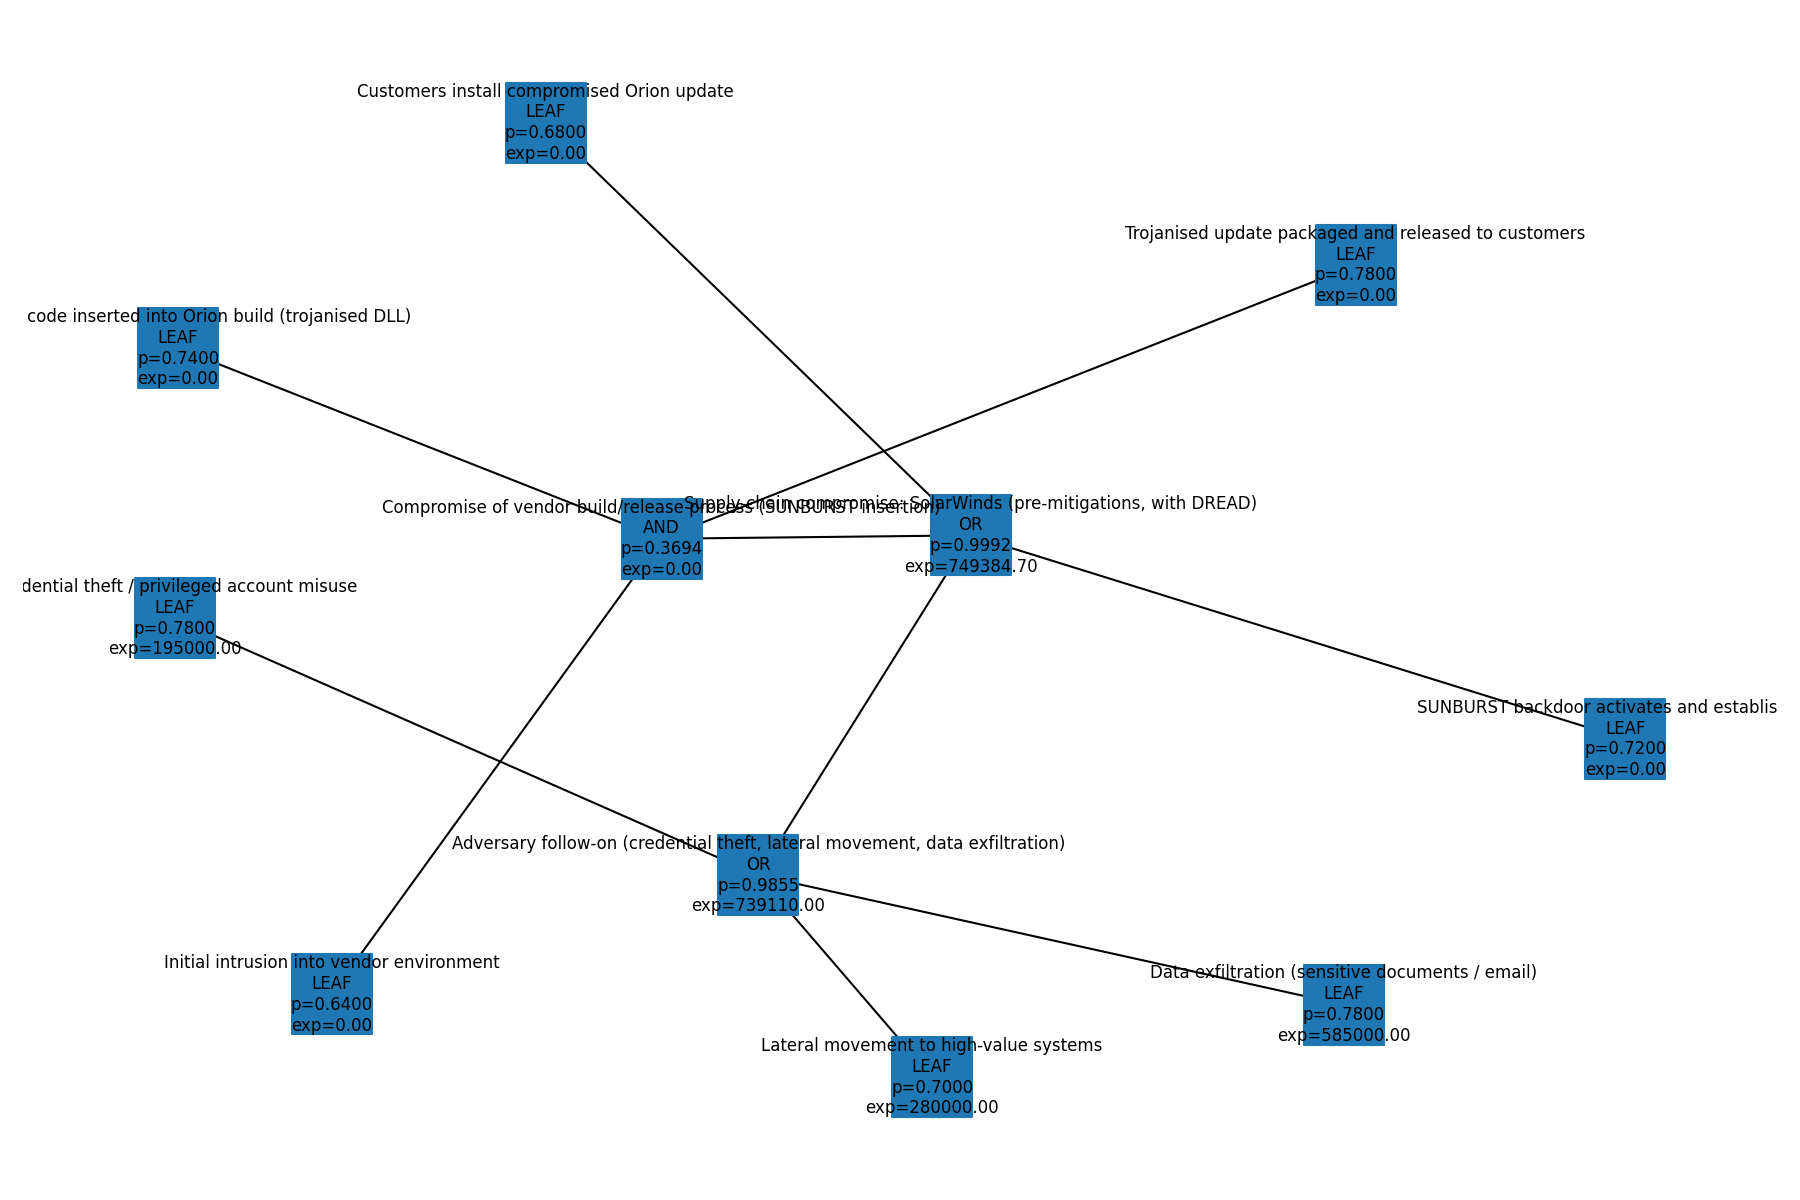 Customers install compromised Orion update
LEAF
p=0.6800
exp=0.00
Trojanised update packaged and released to customers
LEAF
p=0.7800
exp=0.00
code inserted into Orion build (trojanised DLL)
LEAF
p=0.7400
exp=0.00
Compromise of vendor build/release process (SUNBURST insertion)
AND
p=0.3694
exp=0.00
Supply-chain compromise: SolarWinds (pre-mitigations, with DREAD)
OR
p=0.9992
exp=749384.70
dential theft / privileged account misuse
LEAF
p=0.7800
exp=195000.00
SUNBURST backdoor activates and establis
LEAF
p=0.7200
exp=0.00
Adversary follow-on (credential theft, lateral movement, data exfiltration)
OR
p=0.9855
exp=739110.00
Initial intrusion into vendor environment
LEAF
p=0.6400
exp=0.00
Data exfiltration (sensitive documents / email)
LEAF
p=0.7800
exp=585000.00
Lateral movement to high-value systems
LEAF
p=0.7000
exp=280000.00